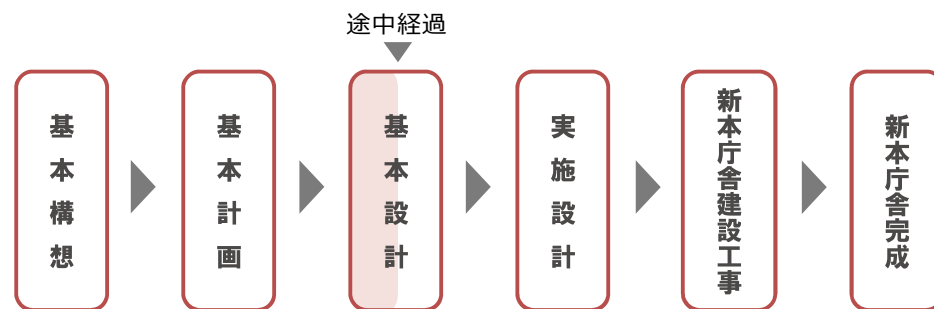 途中経過
基本構想
基本計画
基本設計
実施設計
新本庁舎建設工事
新本庁舎完成